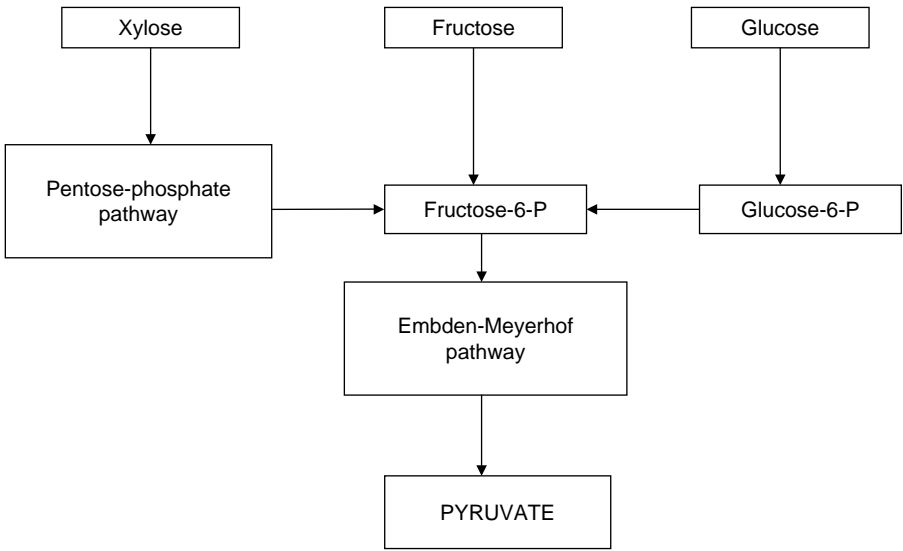 Xylose
Fructose
Glucose
Pentose-phosphate
pathway
Fructose-6-P
Glucose-6-P
Embden-Meyerhof
pathway
PYRUVATE